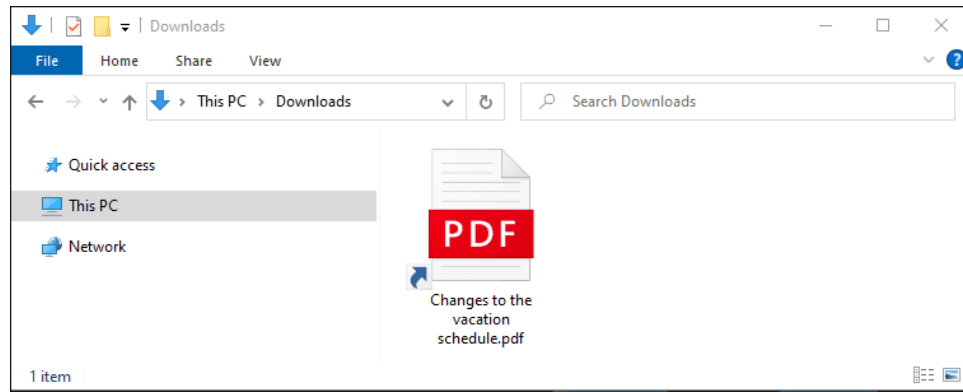 Downloads
File Home Share View
?
This PC > Downloads
Search Downloads
Quick access
This PC
Network
PDF
Changes to the
vacation
schedule.pdf
1 item